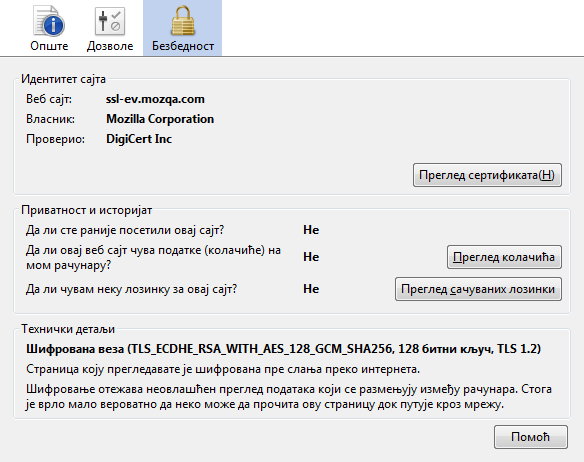 Опште Дозволе Безбедност
Идентитет сајта
Веб сајт: ssl-ev.mozqa.com
Власник: Mozilla Corporation
Проверио: DigiCert Inc
Преглед сертификата(H)
Приватност и историјат
Да ли сте раније посетили овај сајт? Не
Да ли овај веб сајт чува податке (колачиће) на
мом рачунару? Не Преглед колачића
Да ли чувам неку лозинку за овај сајт? Не Преглед сачуваних лозинки
Технички детаљи
Шифрована веза (TLS_ECDHE_RSA_WITH_AES_128_GCM_SHA256, 128 битни кључ, TLS 1.2)
Страница коју прегледавате је шифрована пре слања преко интернета.
Шифровање отежава неовлашћен преглед података који се размењују између рачунара. Стога
је врло мало вероватно да неко може да прочита ову страницу док путује кроз мрежу.
Помоћ